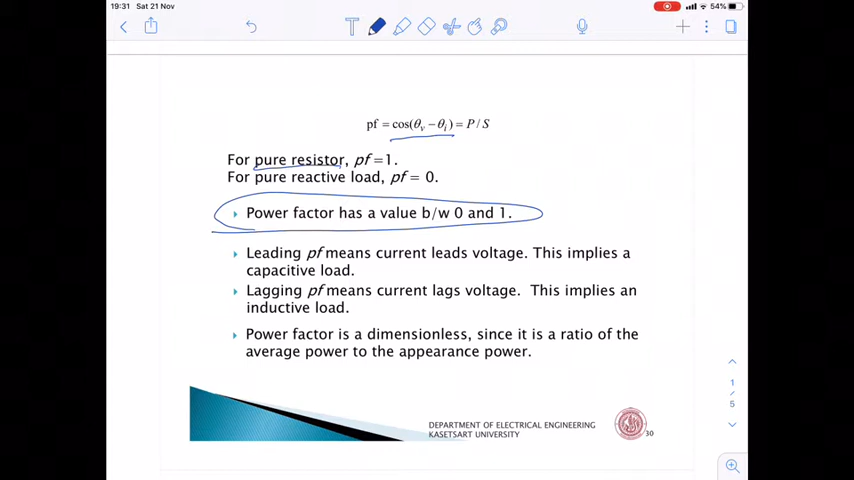 19:31 Sat 21 Nov
54%
pf = cos(θv − θi) = P / S
For pure resistor, pf =1.
For pure reactive load, pf = 0.
Power factor has a value b/w 0 and 1.
Leading pf means current leads voltage. This implies a
capacitive load.
Lagging pf means current lags voltage. This implies an
inductive load.
Power factor is a dimensionless, since it is a ratio of the
average power to the appearance power.
1
/
5
DEPARTMENT OF ELECTRICAL ENGINEERING
KASETSART UNIVERSITY
30